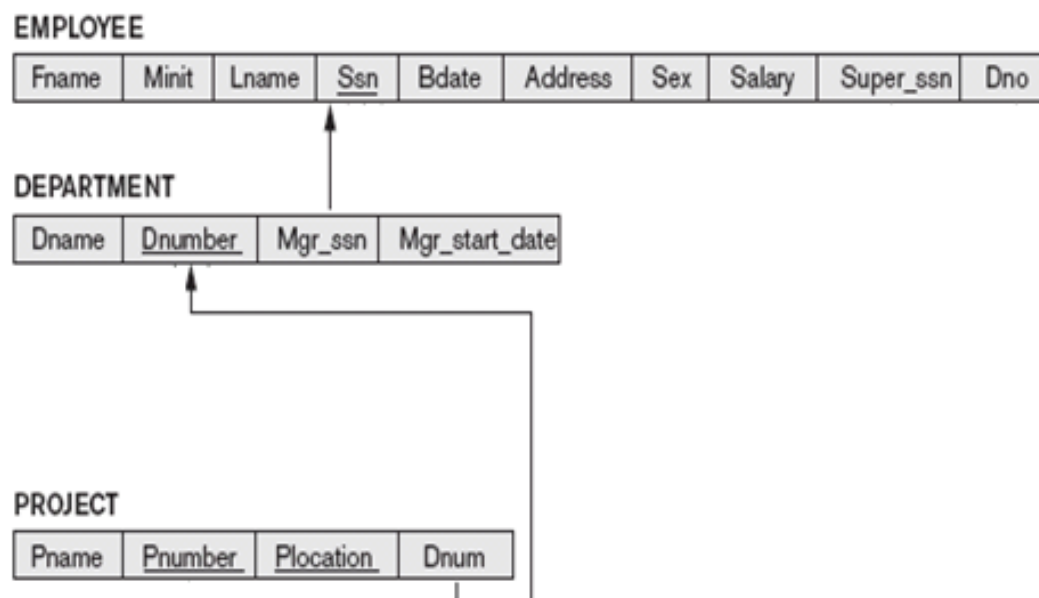 EMPLOYEE
Fname Minit Lname Ssn Bdate Address Sex Salary Super_ssn Dno
DEPARTMENT
Dname Dnumber Mgr_ssn Mgr_start_date
PROJECT
Pname Pnumber Plocation Dnum